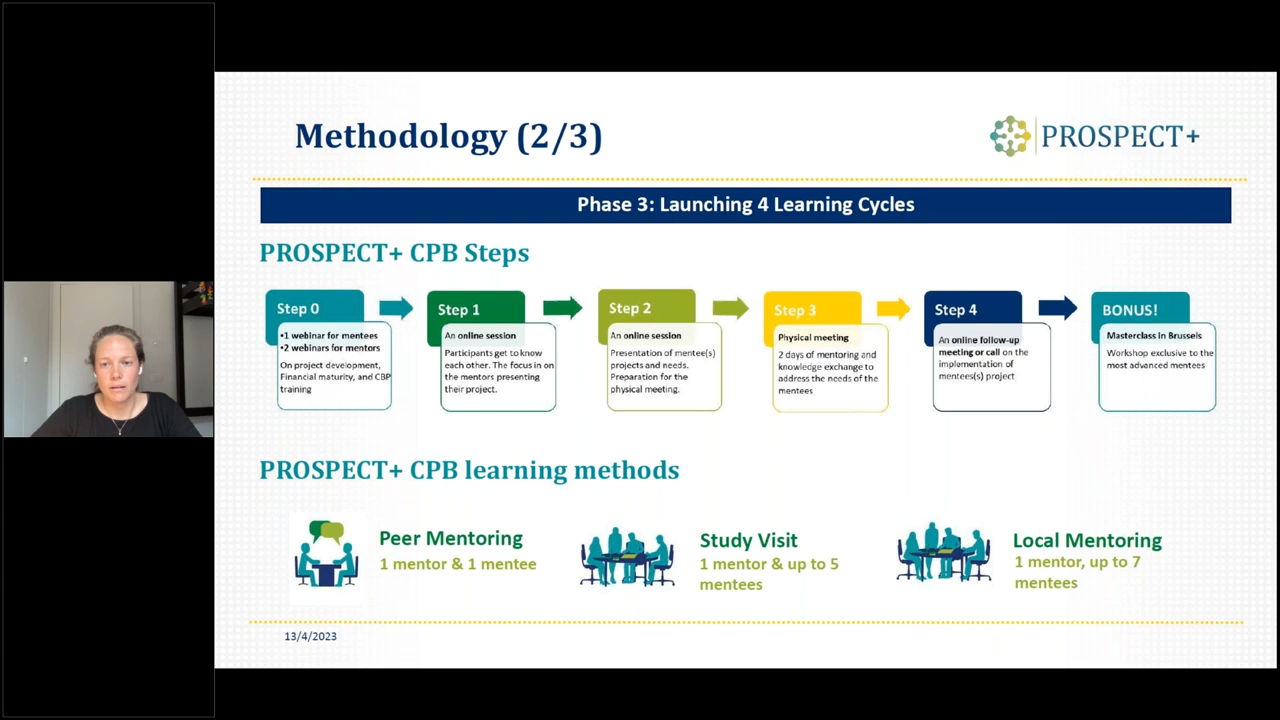 Methodology (2/3)
PROSPECT+
Phase 3: Launching 4 Learning Cycles
PROSPECT+ CPB Steps
Step 0
•1 webinar for mentees
•2 webinars for mentors
On project development,
Financial maturity, and CBP
training
Step 1
An online session
Participants get to know
each other. The focus in on
the mentors presenting
their project.
Step 2
An online session
Presentation of mentee(s)
projects and needs.
Preparation for the
physical meeting.
Step 3
Physical meeting
2 days of mentoring and
knowledge exchange to
address the needs of the
mentees
Step 4
An online follow-up
meeting or call on the
implementation of
mentees(s) project
BONUS!
Masterclass in Brussels
Workshop exclusive to the
most advanced mentees
PROSPECT+ CPB learning methods
Peer Mentoring
1 mentor & 1 mentee
Study Visit
1 mentor & up to 5
mentees
Local Mentoring
1 mentor, up to 7
mentees
13/4/2023